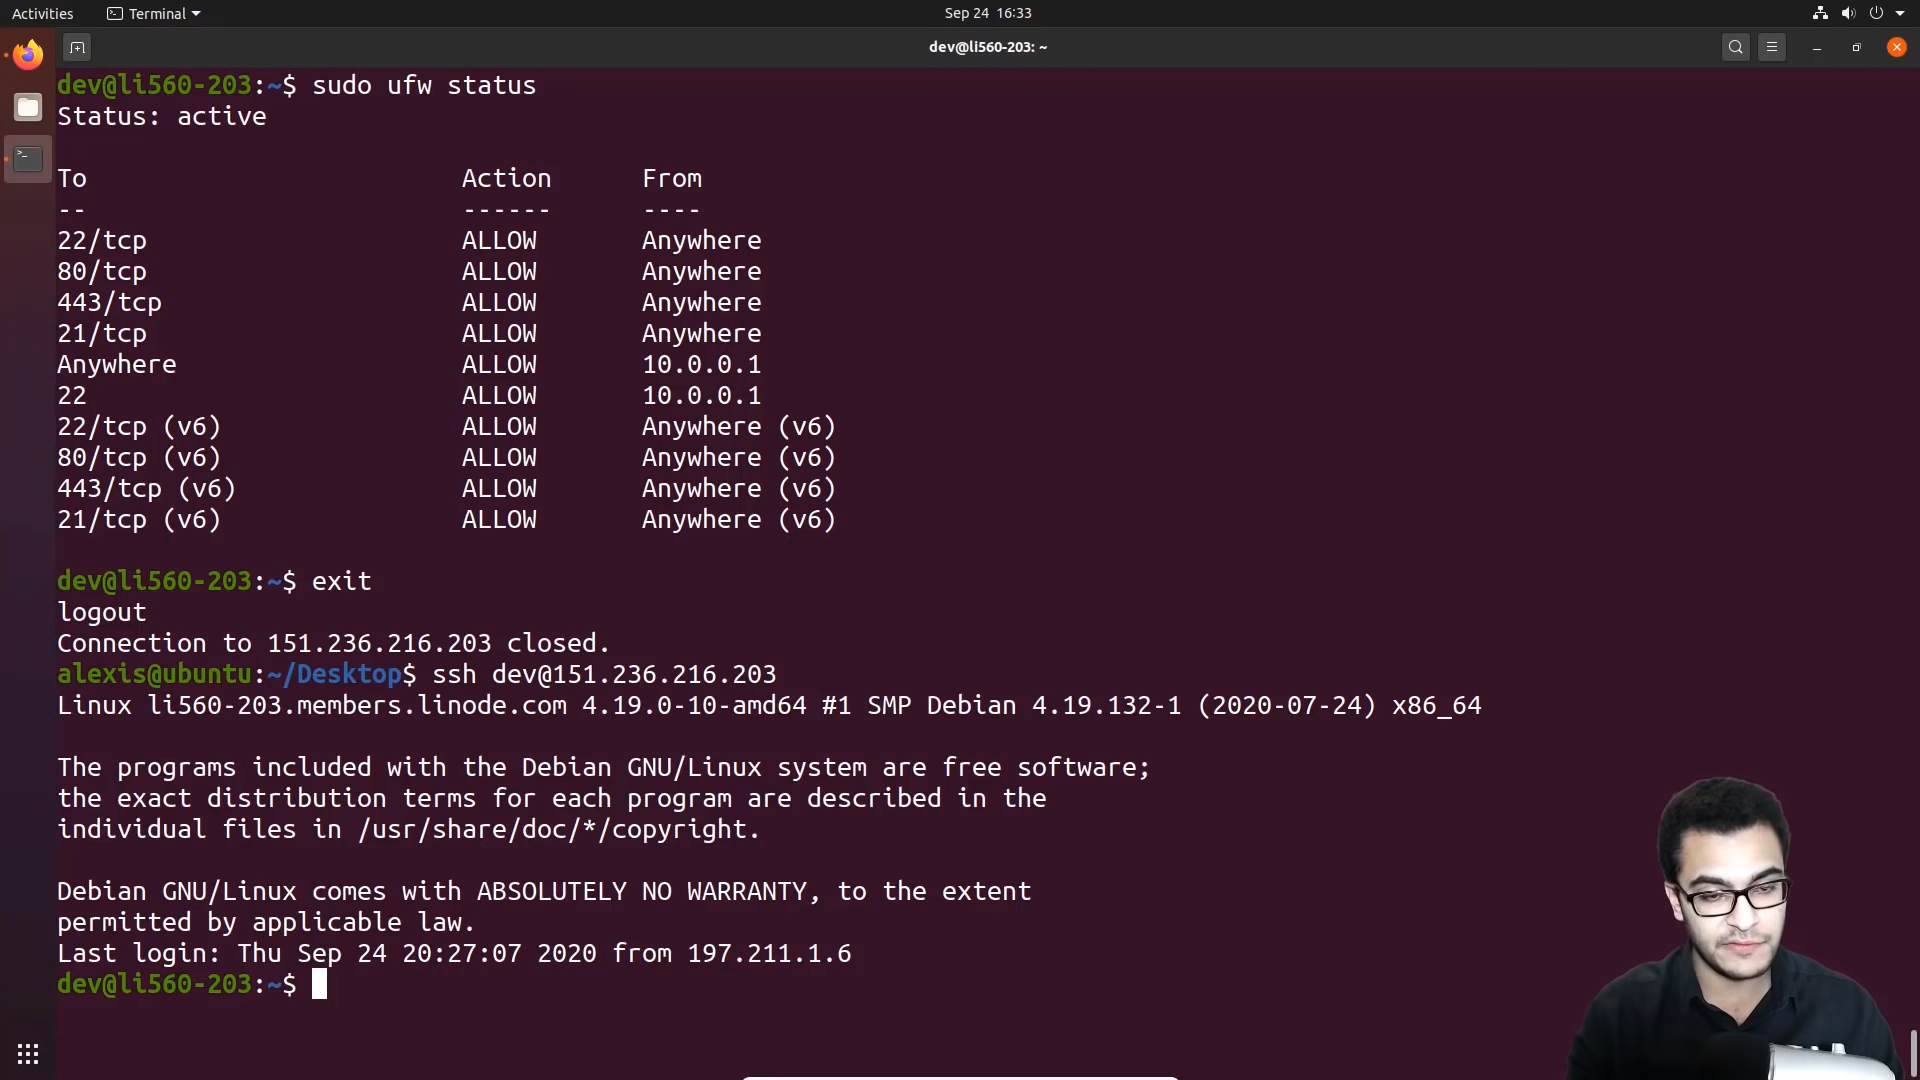 Activities
Terminal
Sep 24 16:33
dev@li560-203: ~
dev@li560-203:~$ sudo ufw status
Status: active
To Action From
-- ------ ----
22/tcp ALLOW Anywhere
80/tcp ALLOW Anywhere
443/tcp ALLOW Anywhere
21/tcp ALLOW Anywhere
Anywhere ALLOW 10.0.0.1
22 ALLOW 10.0.0.1
22/tcp (v6) ALLOW Anywhere (v6)
80/tcp (v6) ALLOW Anywhere (v6)
443/tcp (v6) ALLOW Anywhere (v6)
21/tcp (v6) ALLOW Anywhere (v6)
dev@li560-203:~$ exit
logout
Connection to 151.236.216.203 closed.
alexis@ubuntu:~/Desktop$ ssh dev@151.236.216.203
Linux li560-203.members.linode.com 4.19.0-10-amd64 #1 SMP Debian 4.19.132-1 (2020-07-24) x86_64
The programs included with the Debian GNU/Linux system are free software;
the exact distribution terms for each program are described in the
individual files in /usr/share/doc/*/copyright.
Debian GNU/Linux comes with ABSOLUTELY NO WARRANTY, to the extent
permitted by applicable law.
Last login: Thu Sep 24 20:27:07 2020 from 197.211.1.6
dev@li560-203:~$